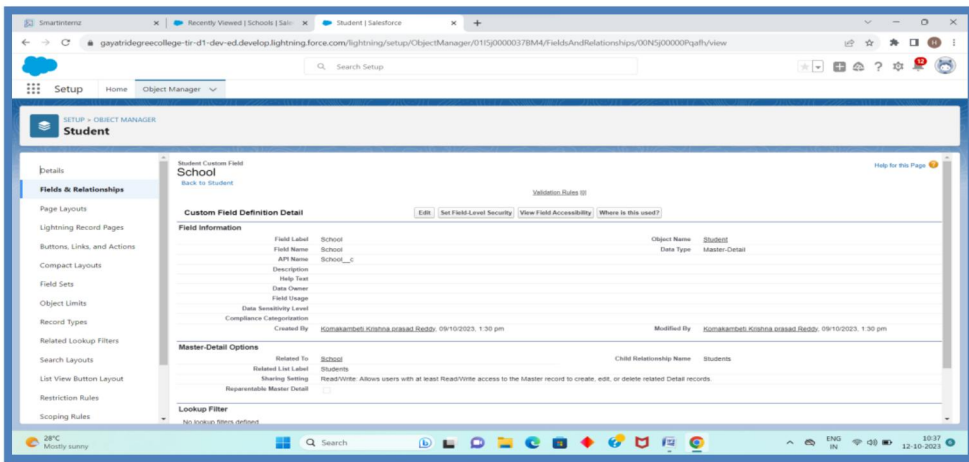 Smartinternz
Recently Viewed | Schools | Sale
Student | Salesforce
gayatridegreecollege-tir-d1-dev-ed.develop.lightning.force.com/lightning/setup/ObjectManager/01I5j0000037BM4/FieldsAndRelationships/00N5j00000Pqafh/view
H
Search Setup
12
Setup
Home
Object Manager
SETUP > OBJECT MANAGER
Student
Details
Fields & Relationships
Page Layouts
Lightning Record Pages
Buttons, Links, and Actions
Compact Layouts
Field Sets
Object Limits
Record Types
Related Lookup Filters
Search Layouts
List View Button Layout
Restriction Rules
Scoping Rules
Student Custom Field
School
Back to Student
Help for this Page
Validation Rules [0]
Custom Field Definition Detail
Edit Set Field-Level Security View Field Accessibility Where is this used?
Field Information
Field Label School Object Name Student
Field Name School Data Type Master-Detail
API Name School__c
Description
Help Text
Data Owner
Field Usage
Data Sensitivity Level
Compliance Categorization
Created By Komakambeti Krishna prasad Reddy, 09/10/2023, 1:30 pm Modified By Komakambeti Krishna prasad Reddy, 09/10/2023, 1:30 pm
Master-Detail Options
Related To School Child Relationship Name Students
Related List Label Students
Sharing Setting Read/Write: Allows users with at least Read/Write access to the Master record to create, edit, or delete related Detail records.
Reparentable Master Detail
Lookup Filter
No lookup filters defined
28°C
Mostly sunny
Search
ENG
IN
10:37
12-10-2023